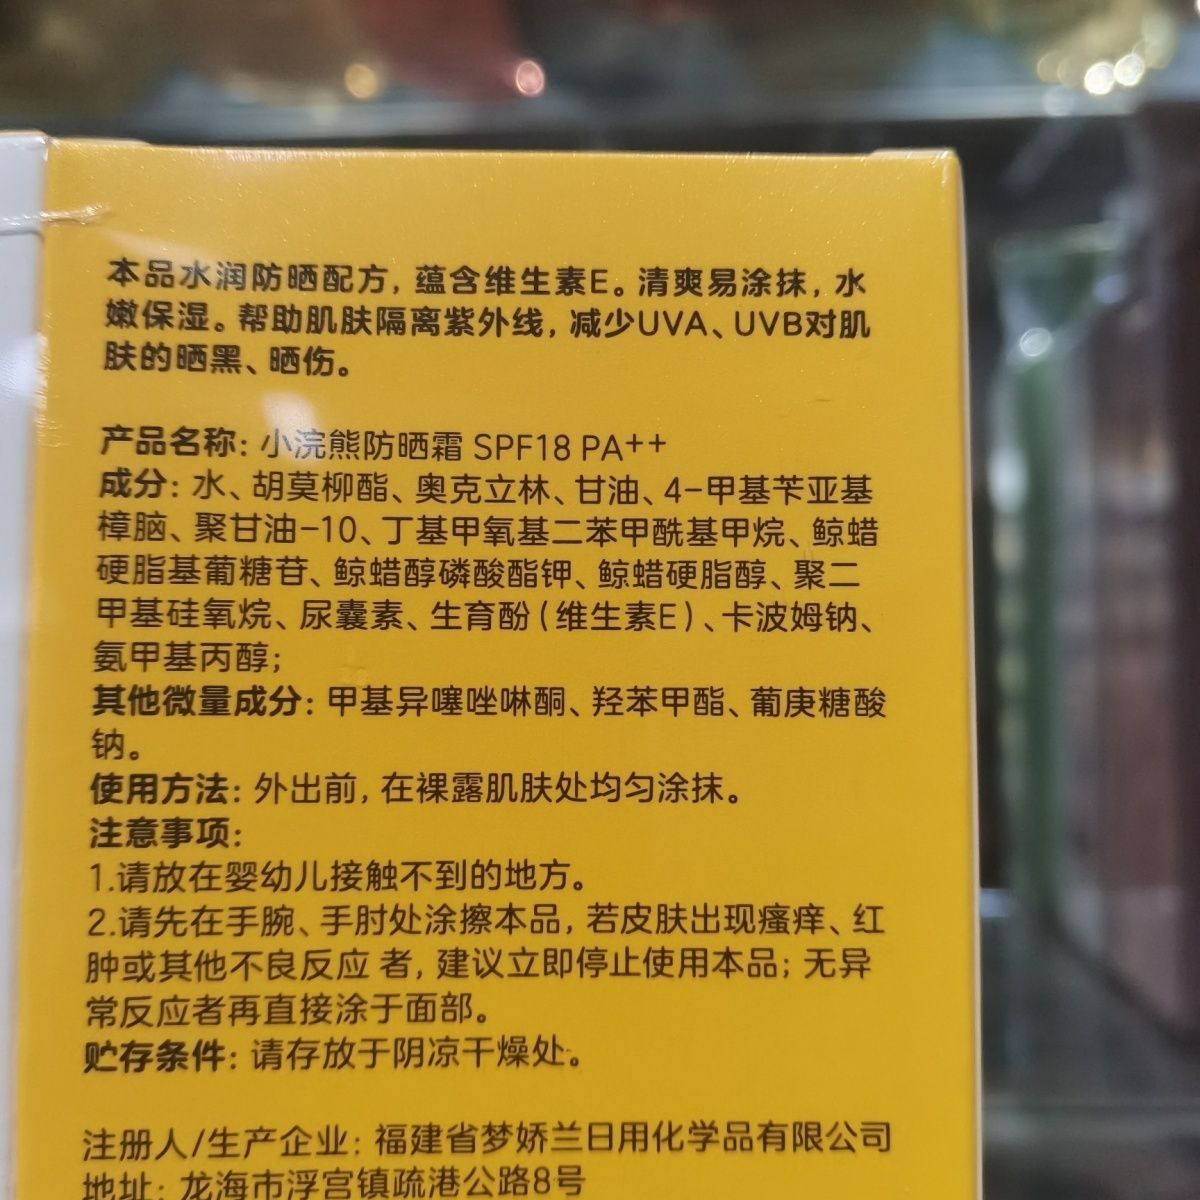 本品水润防晒配方，蕴含维生素E。清爽易涂抹，水
嫩保湿。帮助肌肤隔离紫外线，减少UVA、UVB对肌
肤的晒黑、晒伤。
产品名称：小浣熊防晒霜 SPF18 PA++
成分：水、胡莫柳酯、奥克立林、甘油、4-甲基苄亚基
樟脑、聚甘油-10、丁基甲氧基二苯甲酰基甲烷、鲸蜡
硬脂基葡糖苷、鲸蜡醇磷酸酯钾、鲸蜡硬脂醇、聚二
甲基硅氧烷、尿囊素、生育酚（维生素E）、卡波姆钠、
氨甲基丙醇；
其他微量成分：甲基异噻唑啉酮、羟苯甲酯、葡庚糖酸
钠。
使用方法：外出前，在裸露肌肤处均匀涂抹。
注意事项：
1.请放在婴幼儿接触不到的地方。
2.请先在手腕、手肘处涂擦本品，若皮肤出现瘙痒、红
肿或其他不良反应 者，建议立即停止使用本品；无异
常反应者再直接涂于面部。
贮存条件：请存放于阴凉干燥处。
注册人/生产企业：福建省梦娇兰日用化学品有限公司
地址：龙海市浮宫镇疏港公路8号